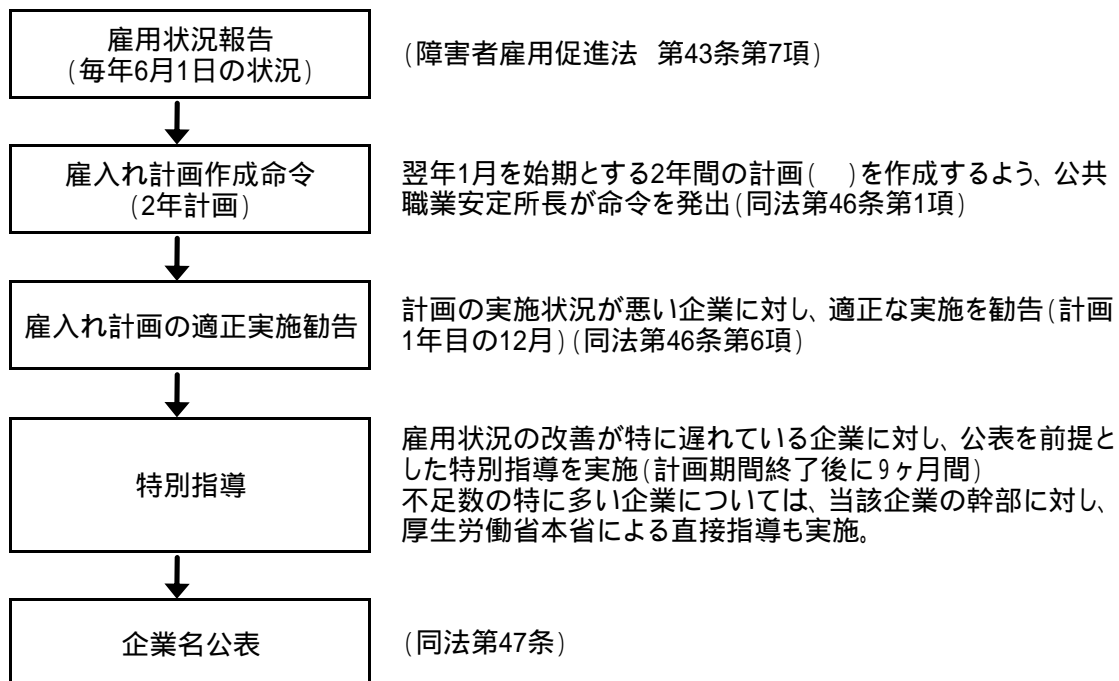 雇用状況報告
(毎年6月1日の状況)
(障害者雇用促進法 第43条第7項)
雇入れ計画作成命令
(2年計画)
翌年1月を始期とする2年間の計画( )を作成するよう、公共
職業安定所長が命令を発出(同法第46条第1項)
雇入れ計画の適正実施勧告
計画の実施状況が悪い企業に対し、適正な実施を勧告(計画
1年目の12月)(同法第46条第6項)
特別指導
雇用状況の改善が特に遅れている企業に対し、公表を前提と
した特別指導を実施(計画期間終了後に9ヶ月間)
不足数の特に多い企業については、当該企業の幹部に対し、
厚生労働省本省による直接指導も実施。
企業名公表
(同法第47条)